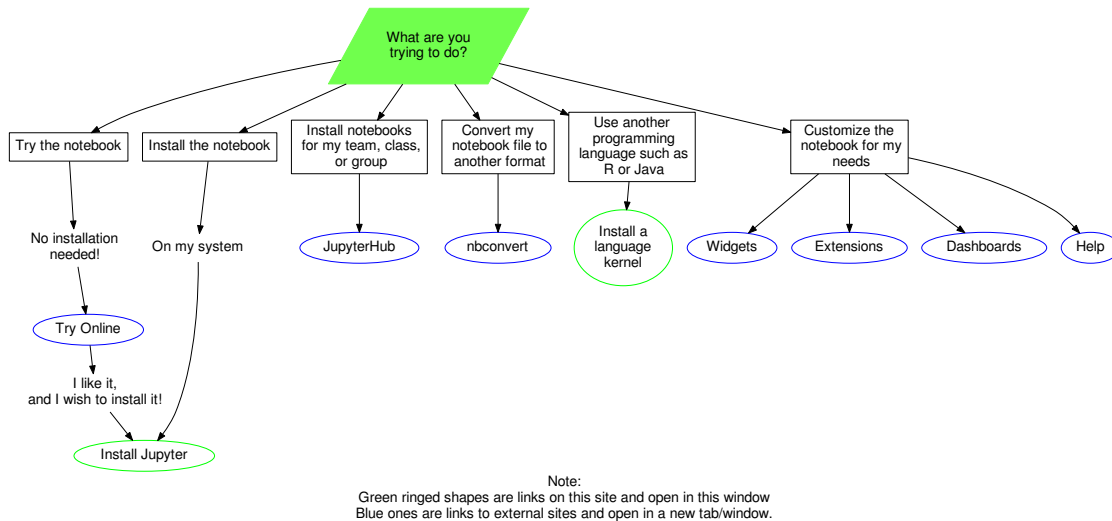 What are you
trying to do?
Try the notebook
Install the notebook
Install notebooks
for my team, class,
or group
Convert my
notebook file to
another format
Use another
programming
language such as
R or Java
Customize the
notebook for my
needs
No installation
needed!
On my system
JupyterHub
nbconvert
Install a
language
kernel
Widgets
Extensions
Dashboards
Help
Try Online
I like it,
and I wish to install it!
Install Jupyter
Note:
Green ringed shapes are links on this site and open in this window
Blue ones are links to external sites and open in a new tab/window.